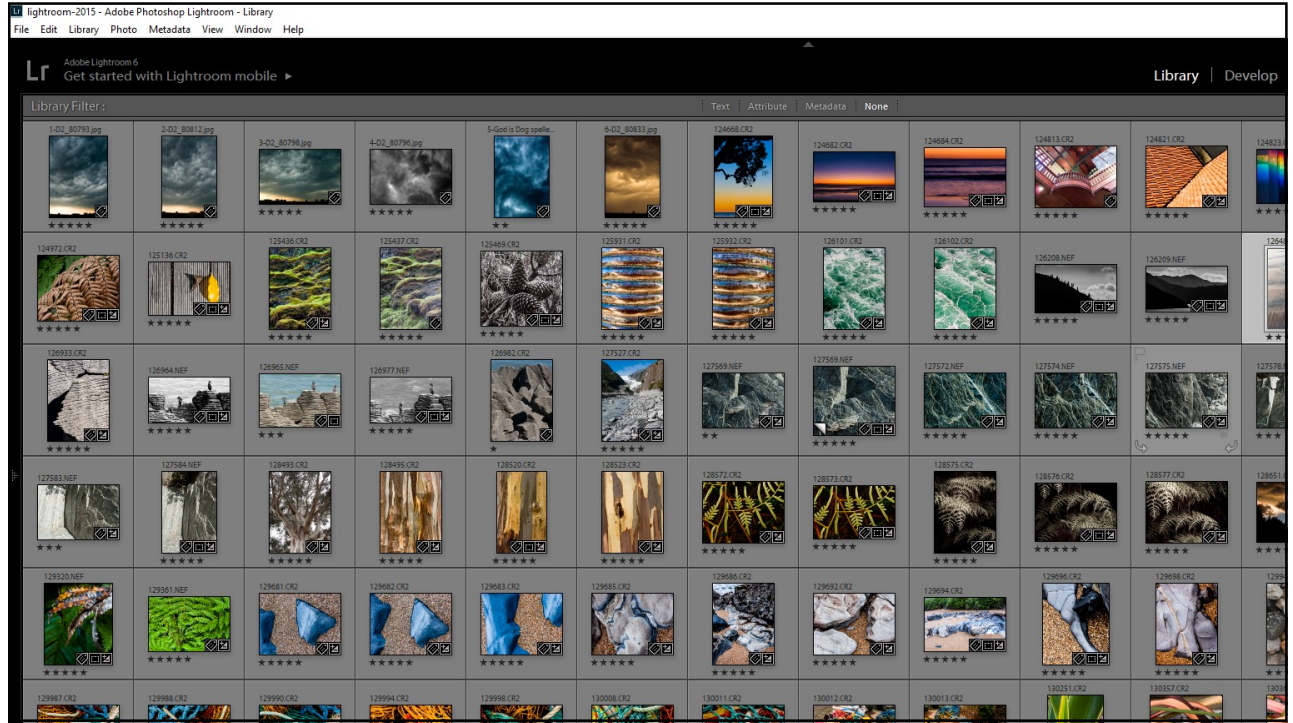 Lr lightroom-2015 - Adobe Photoshop Lightroom - Library
File Edit Library Photo Metadata View Window Help
Lr Adobe Lightroom 6
Get started with Lightroom mobile
Library | Develop
Library Filter : Text Attribute Metadata None
1-D2_80793.jpg 2-D2_80812.jpg 3-D2_80798.jpg 4-D2_80796.jpg 5-God is Dog spelle... 6-D2_80833.jpg 124668.CR2 124682.CR2 124684.CR2 124813.CR2 124821.CR2 124823.
124972.CR2 125136.CR2 125436.CR2 125437.CR2 125469.CR2 125931.CR2 125932.CR2 126101.CR2 126102.CR2 126208.NEF 126209.NEF 1264
126933.CR2 126964.NEF 126965.NEF 126977.NEF 126982.CR2 127527.CR2 127569.NEF 127569.NEF 127572.NEF 127574.NEF 127575.NEF 127578.
127583.NEF 127584.NEF 128493.CR2 128495.CR2 128520.CR2 128523.CR2 128572.CR2 128573.CR2 128575.CR2 128576.CR2 128577.CR2 128651.
129320.NEF 129361.NEF 129681.CR2 129682.CR2 129683.CR2 129685.CR2 129686.CR2 129692.CR2 129694.CR2 129696.CR2 129698.CR2 1299
129987.CR2 129988.CR2 129990.CR2 129994.CR2 129998.CR2 130008.CR2 130011.CR2 130012.CR2 130013.CR2 130251.CR2 130357.CR2 1303